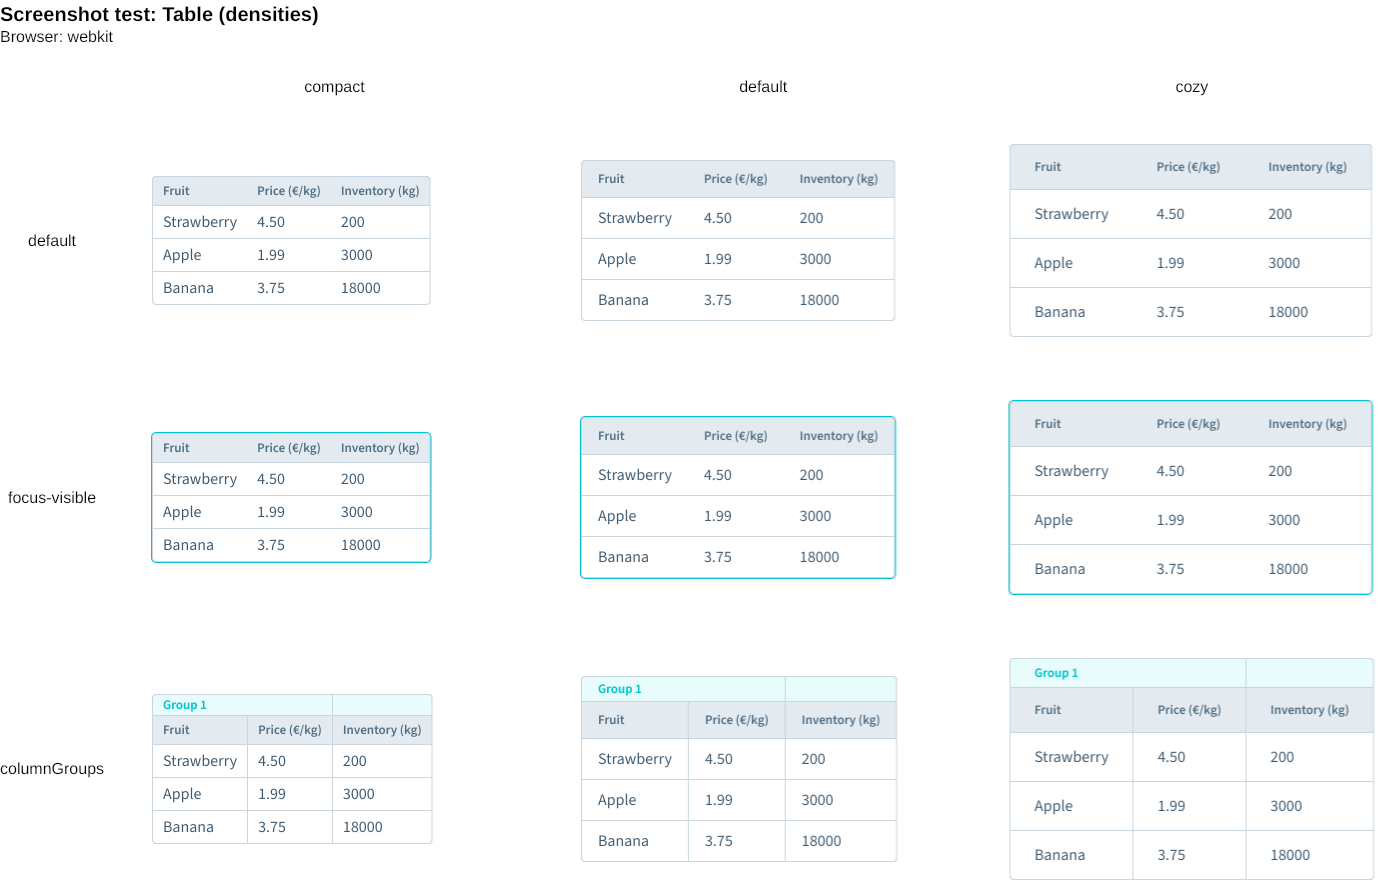 Screenshot test: Table (densities)
Browser: webkit
compact default cozy
default
Fruit Price (€/kg) Inventory (kg)
Strawberry 4.50 200
Apple 1.99 3000
Banana 3.75 18000
Fruit Price (€/kg) Inventory (kg)
Strawberry 4.50 200
Apple 1.99 3000
Banana 3.75 18000
Fruit Price (€/kg) Inventory (kg)
Strawberry 4.50 200
Apple 1.99 3000
Banana 3.75 18000
focus-visible
Fruit Price (€/kg) Inventory (kg)
Strawberry 4.50 200
Apple 1.99 3000
Banana 3.75 18000
Fruit Price (€/kg) Inventory (kg)
Strawberry 4.50 200
Apple 1.99 3000
Banana 3.75 18000
Fruit Price (€/kg) Inventory (kg)
Strawberry 4.50 200
Apple 1.99 3000
Banana 3.75 18000
columnGroups
Group 1
Fruit Price (€/kg) Inventory (kg)
Strawberry 4.50 200
Apple 1.99 3000
Banana 3.75 18000
Group 1
Fruit Price (€/kg) Inventory (kg)
Strawberry 4.50 200
Apple 1.99 3000
Banana 3.75 18000
Group 1
Fruit Price (€/kg) Inventory (kg)
Strawberry 4.50 200
Apple 1.99 3000
Banana 3.75 18000